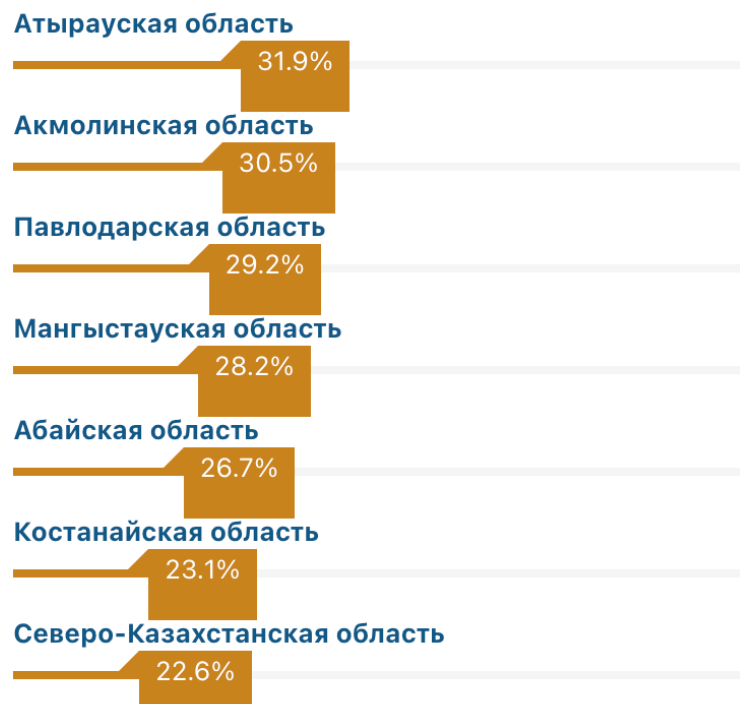 Атырауская область
31.9%
Акмолинская область
30.5%
Павлодарская область
29.2%
Мангыстауская область
28.2%
Абайская область
26.7%
Костанайская область
23.1%
Северо-Казахстанская область
22.6%